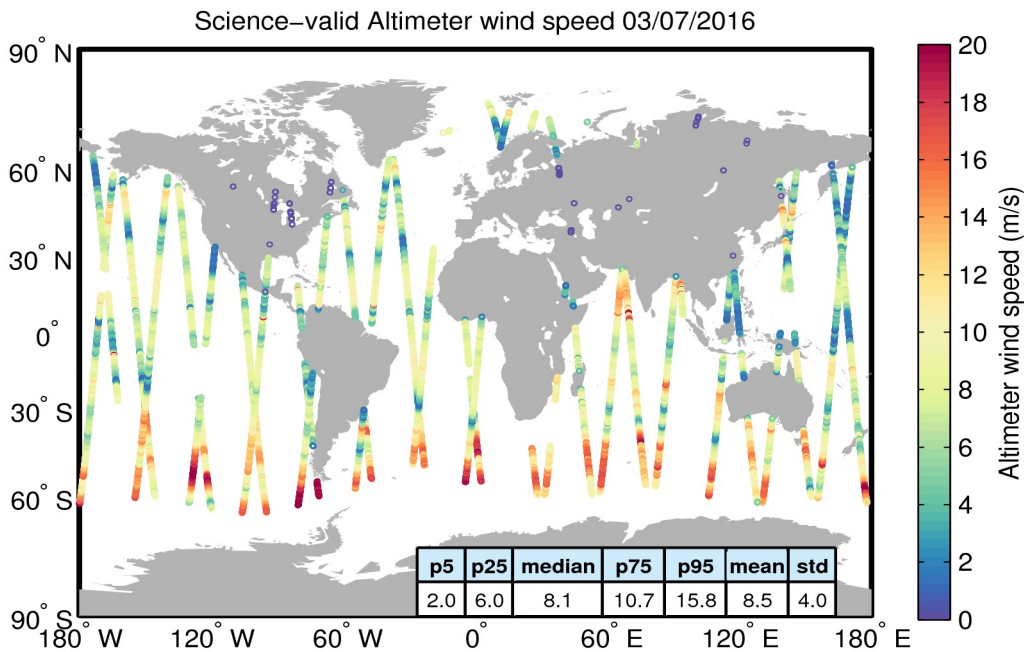 Science−valid Altimeter wind speed 03/07/2016
90° N
60° N
30° N
0°
30° S
60° S
90° S
180° W
120° W
60° W
0°
60° E
120° E
180° E
p5 p25 median p75 p95 mean std
2.0 6.0 8.1 10.7 15.8 8.5 4.0
20
18
16
14
12
10
8
6
4
2
0
Altimeter wind speed (m/s)